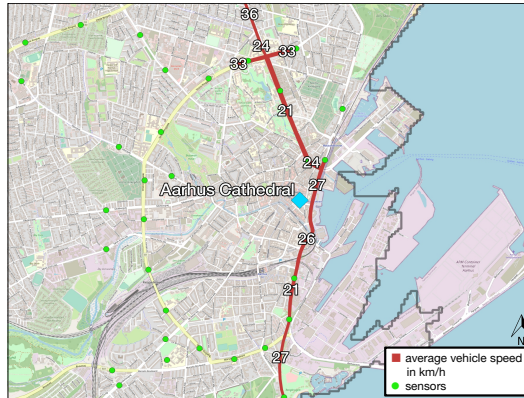 36
24
33
33
21
24
27
Aarhus Cathedral
26
21
27
N
average vehicle speed
in km/h
sensors